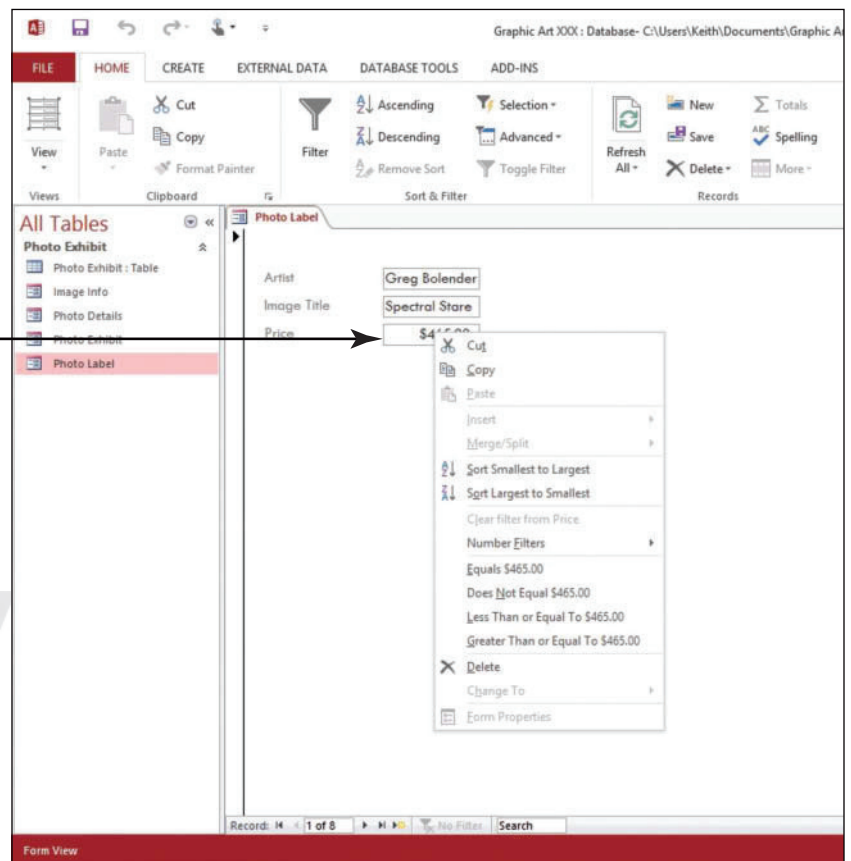 Graphic Art XXX : Database- C:\Users\Keith\Documents\Graphic Ar
FILE HOME CREATE EXTERNAL DATA DATABASE TOOLS ADD-INS
View
Views
Paste
Cut
Copy
Format Painter
Clipboard
Filter
Ascending
Descending
Remove Sort
Selection
Advanced
Toggle Filter
Sort & Filter
Refresh
All
New
Save
Delete
Totals
Spelling
More
Records
All Tables
Photo Exhibit
Photo Exhibit : Table
Image Info
Photo Details
Photo Exhibit
Photo Label
Photo Label
Artist Greg Bolender
Image Title Spectral Stare
Price $465.00
Cut
Copy
Paste
Insert
Merge/Split
Sort Smallest to Largest
Sort Largest to Smallest
Clear filter from Price
Number Filters
Equals $465.00
Does Not Equal $465.00
Less Than or Equal To $465.00
Greater Than or Equal To $465.00
Delete
Change To
Form Properties
Record: 1 of 8 No Filter Search
Form View